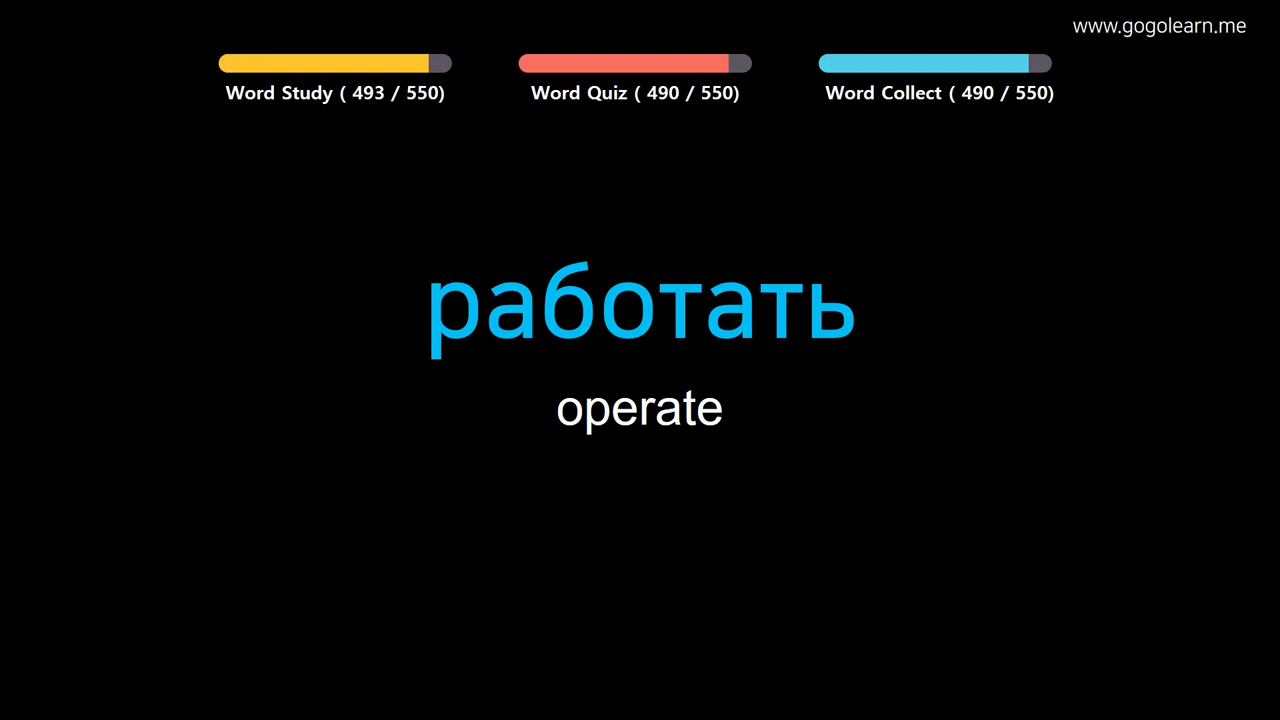 www.gogolearn.me
Word Study ( 493 / 550)
Word Quiz ( 490 / 550)
Word Collect ( 490 / 550)
работать
operate